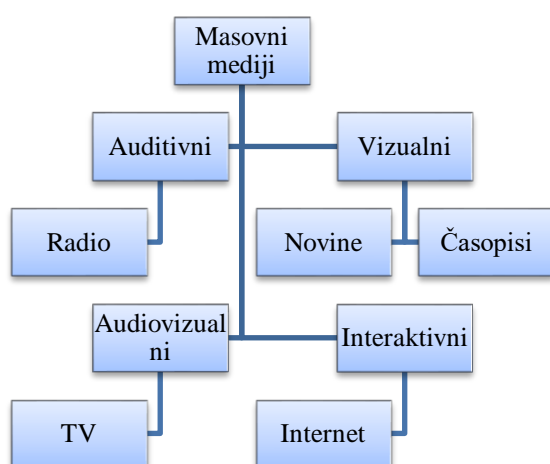 Masovni
mediji
Auditivni
Vizualni
Radio
Novine
Časopisi
Audiovizual
ni
Interaktivni
TV
Internet